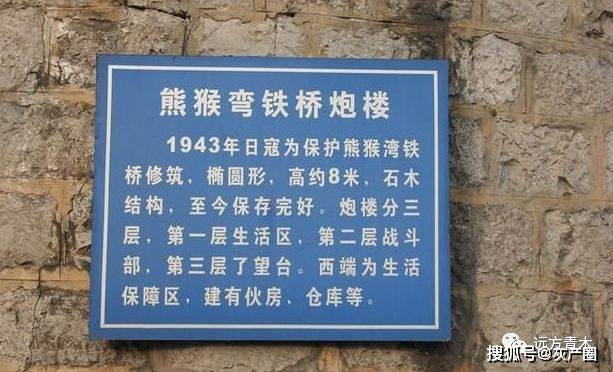 熊猴弯铁桥炮楼
1943年日寇为保护熊猴湾铁
桥修筑，椭圆形，高约8米，石木
结构，至今保存完好。炮楼分三
层，第一层生活区，第二层战斗
部，第三层了望台。西端为生活
保障区，建有伙房、仓库等。
远方青木
搜狐号@灰产圈